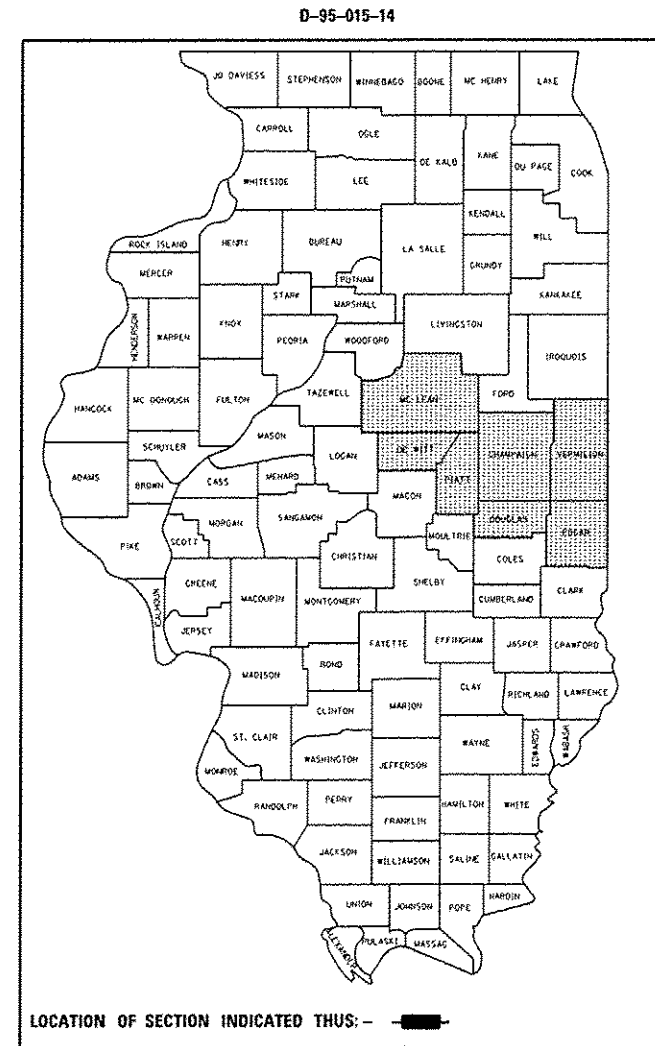 D-95-015-14
JO DAVIESS STEPHENSON WINNEBAGO BOONE MC HENRY LAKE
CARROLL OGLE
DE KALB KANE DU PAGE COOK
WHITESIDE LEE
KENDALL
ROCK ISLAND HENRY BUREAU LA SALLE WILL
GRUNDY
MERCER PUTNAM
STARK MARSHALL KANKAKEE
HENDERSON WARREN KNOX PEORIA WOODFORD LIVINGSTON
IROQUOIS
HANCOCK MC DONOUGH FULTON TAZEWELL MC LEAN FORD
MASON
SCHUYLER LOGAN DE WITT CHAMPAIGN VERMILION
ADAMS BROWN CASS MENARD PIATT
MACON
MORGAN SANGAMON DOUGLAS
PIKE SCOTT CHRISTIAN MOULTRIE EDGAR
COLES
GREENE SHELBY
CALHOUN MACOUPIN MONTGOMERY CUMBERLAND CLARK
JERSEY
FAYETTE EFFINGHAM JASPER CRAWFORD
BOND
MADISON
CLAY RICHLAND LAWRENCE
CLINTON MARION
ST. CLAIR WAYNE EDWARDS WABASH
WASHINGTON JEFFERSON
MONROE
RANDOLPH PERRY HAMILTON WHITE
FRANKLIN
JACKSON WILLIAMSON SALINE GALLATIN
UNION JOHNSON POPE HARDIN
ALEXANDER PULASKI MASSAC
LOCATION OF SECTION INDICATED THUS:-